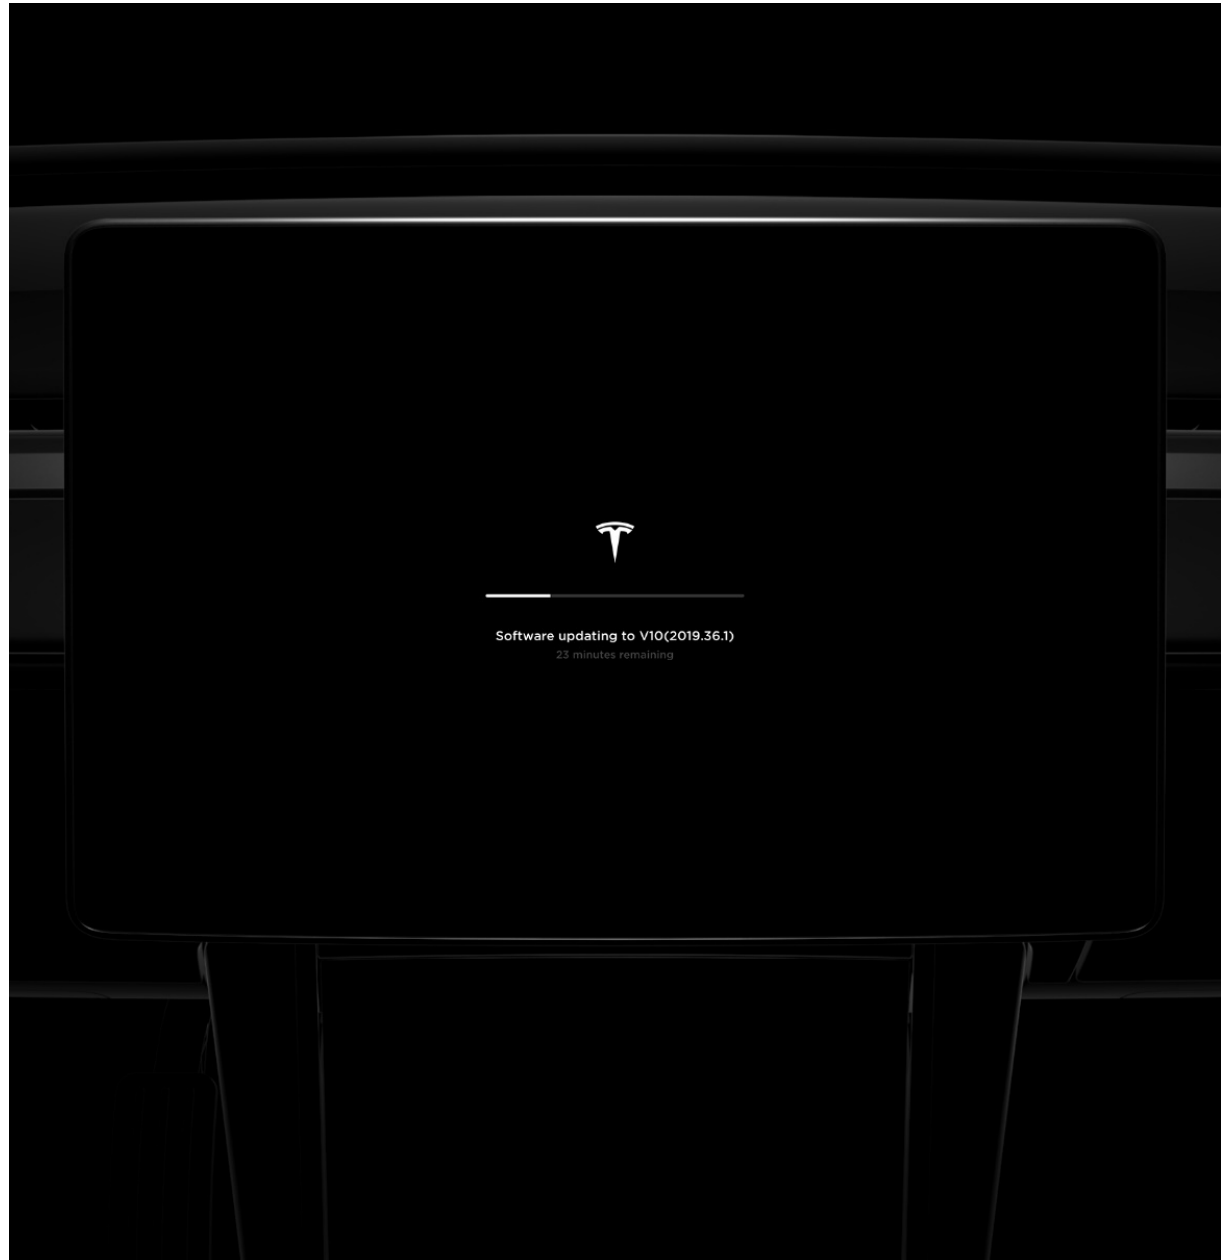 Software updating to V10(2019.36.1)
23 minutes remaining